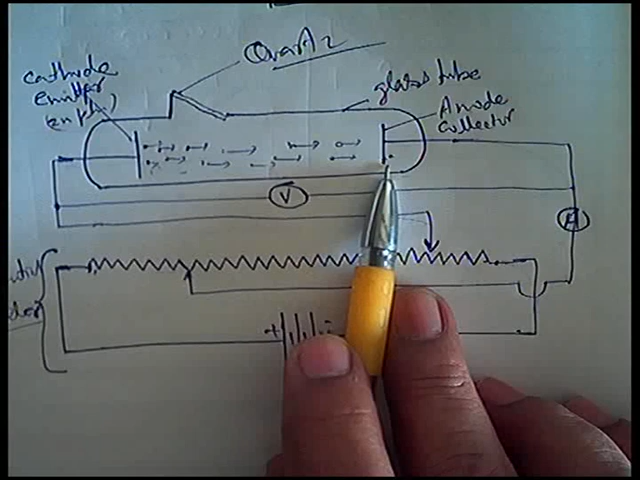 Quartz
cathode
emitter
glass tube
Anode
collector
V
A
+
-